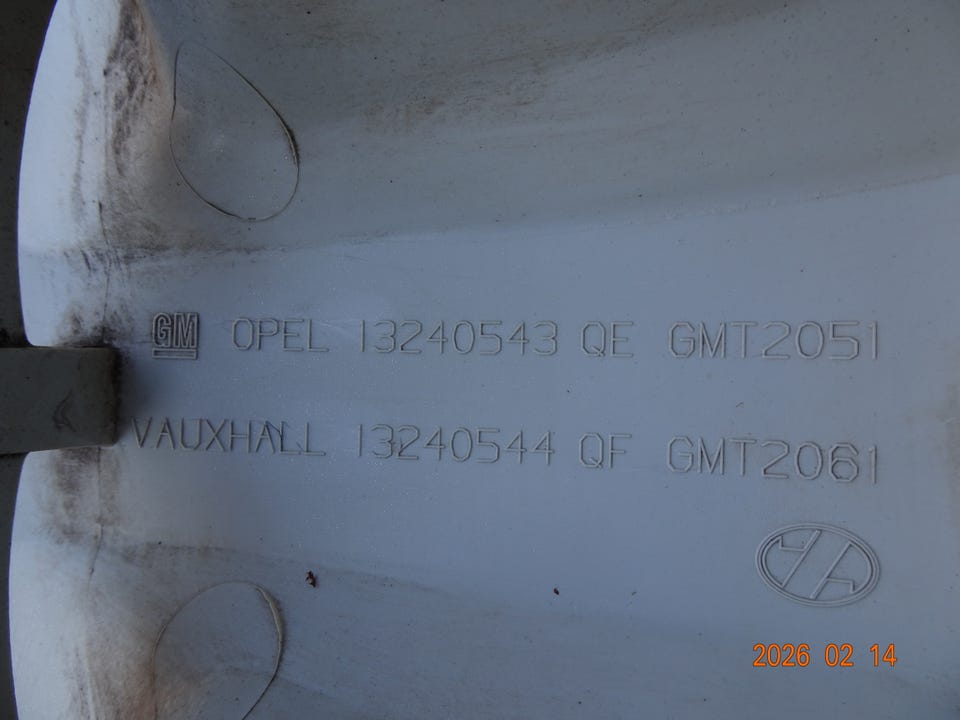 GM OPEL 13240543 QE GMT2051
VAUXHALL 13240544 QF GMT2061
2026 02 14